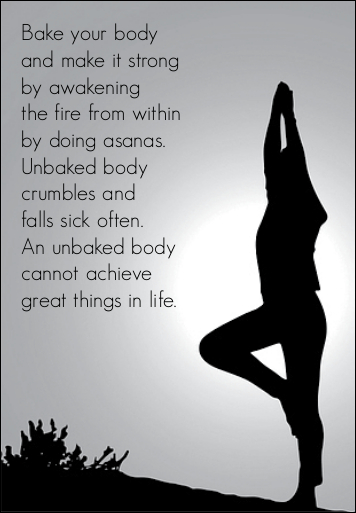 Bake your body
and make it strong
by awakening
the fire from within
by doing asanas.
Unbaked body
crumbles and
falls sick often.
An unbaked body
cannot achieve
great things in life.